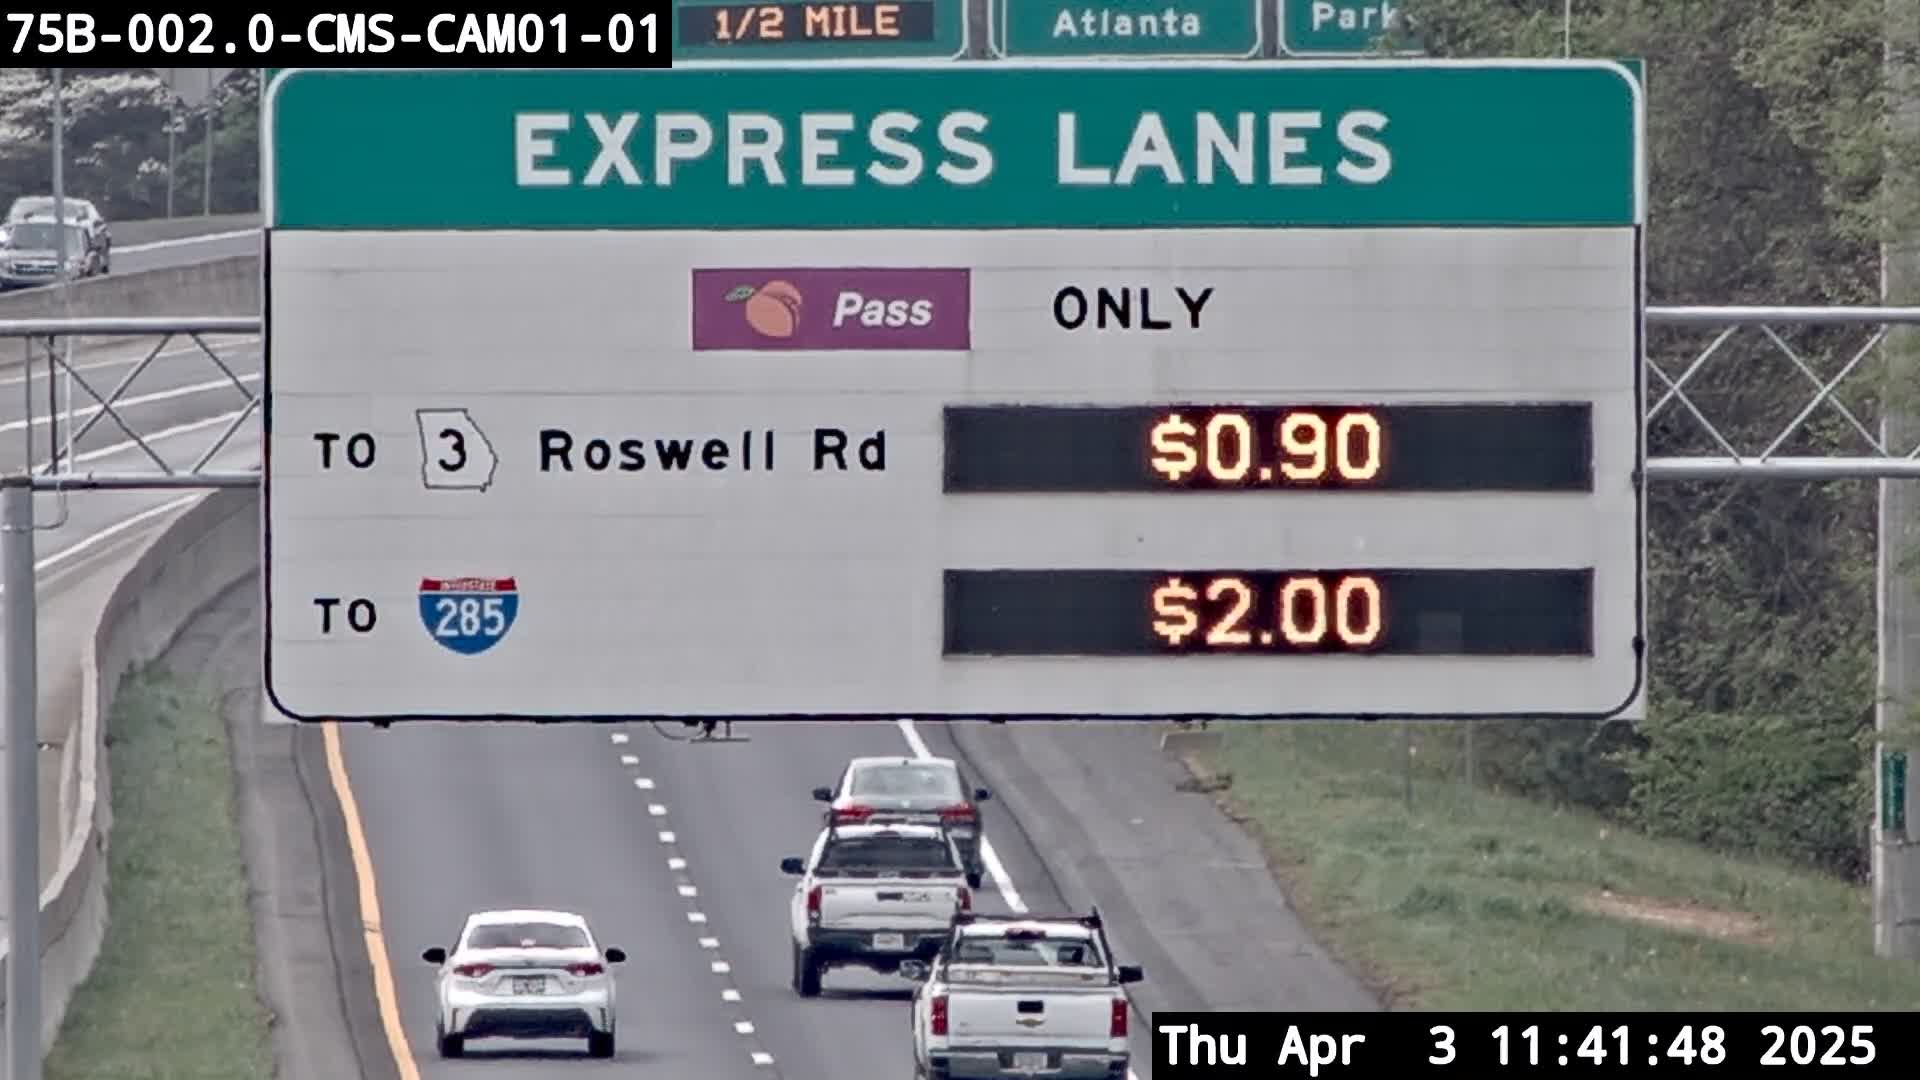 75B-002.0-CMS-CAM01-01
1/2 MILE
Atlanta
Park
EXPRESS LANES
Pass ONLY
TO 3 Roswell Rd $0.90
TO INTERSTATE 285 $2.00
Thu Apr 3 11:41:48 2025